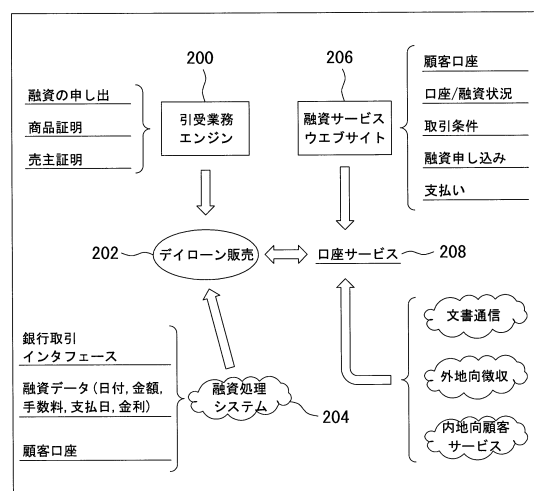 200
206
融資の申し出
商品証明
売主証明
引受業務
エンジン
融資サービス
ウエブサイト
顧客口座
口座/融資状況
取引条件
融資申し込み
支払い
202
デイローン販売
口座サービス
208
銀行取引
インタフェース
融資データ(日付,金額,
手数料,支払日,金利)
顧客口座
融資処理
システム
204
文書通信
外地向徴収
内地向顧客
サービス